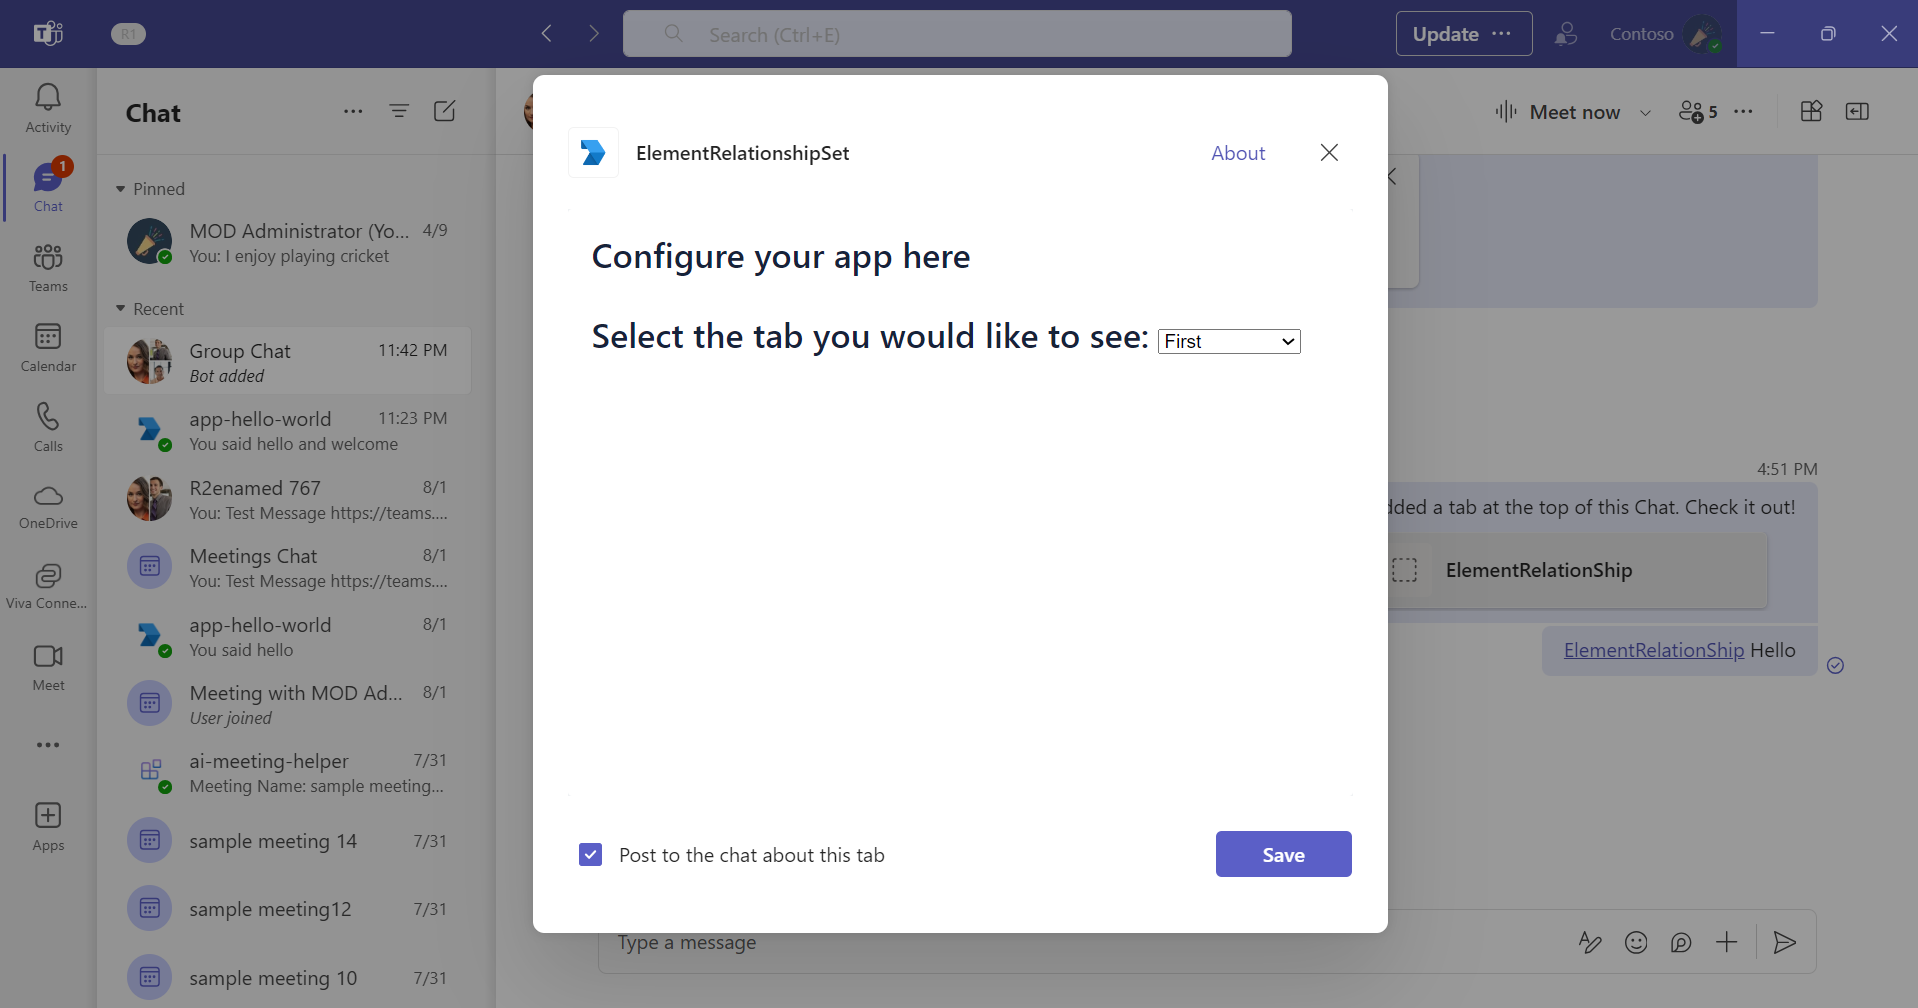 R1
Search (Ctrl+E)
Update
Contoso
Activity
1
Chat
Teams
Calendar
Calls
OneDrive
Viva Conne...
Meet
Apps
Chat
Pinned
MOD Administrator (Yo... 4/9
You: I enjoy playing cricket
Recent
Group Chat 11:42 PM
Bot added
app-hello-world 11:23 PM
You said hello and welcome
R2enamed 767 8/1
You: Test Message https://teams....
Meetings Chat 8/1
You: Test Message https://teams....
app-hello-world 8/1
You said hello
Meeting with MOD Ad... 8/1
User joined
ai-meeting-helper 7/31
Meeting Name: sample meeting...
sample meeting 14 7/31
sample meeting12 7/31
sample meeting 10 7/31
Meet now
5
ElementRelationshipSet
About
Configure your app here
Select the tab you would like to see: First
Post to the chat about this tab
Save
4:51 PM
dded a tab at the top of this Chat. Check it out!
ElementRelationShip
ElementRelationShip Hello
Type a message